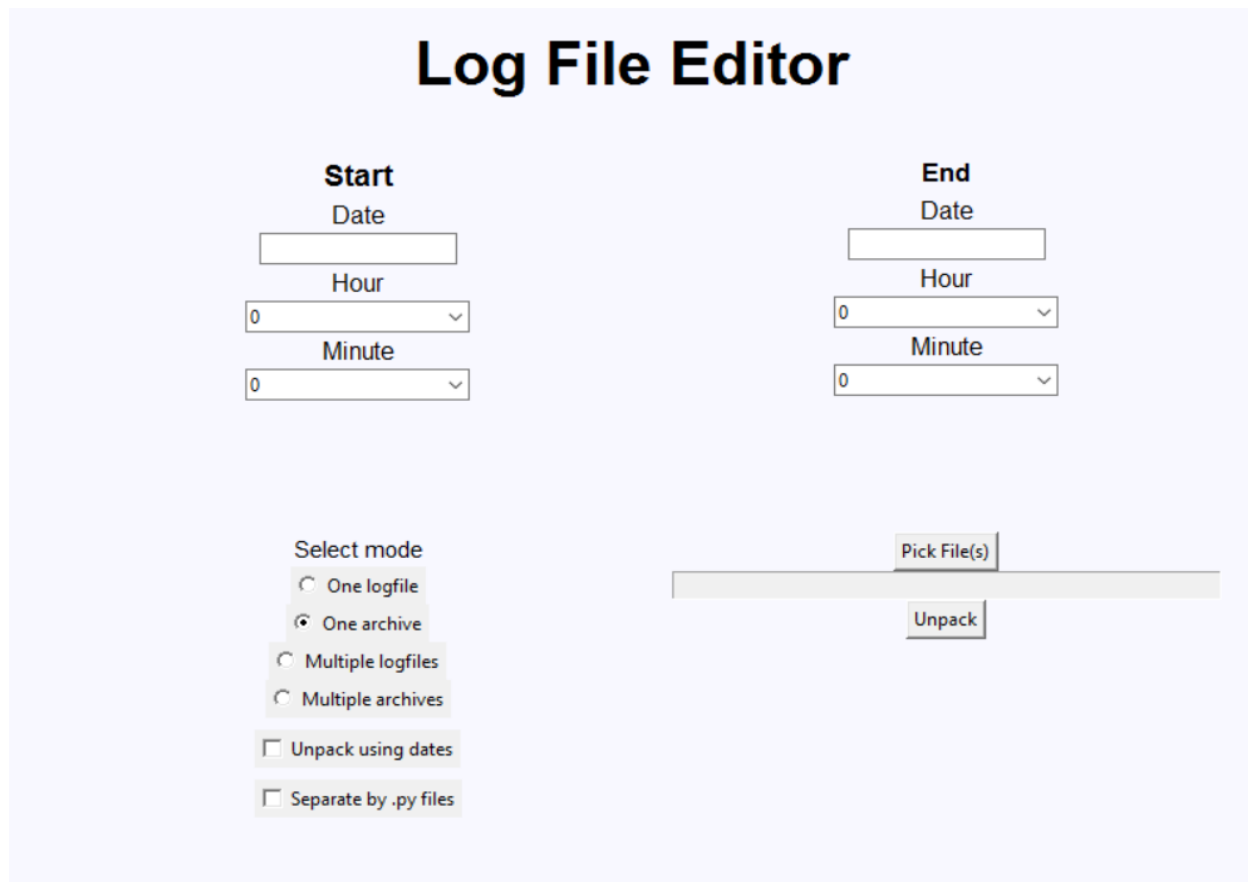 Log File Editor
Start
Date
Hour
0
Minute
0
End
Date
Hour
0
Minute
0
Select mode
One logfile
One archive
Multiple logfiles
Multiple archives
Unpack using dates
Separate by .py files
Pick File(s)
Unpack